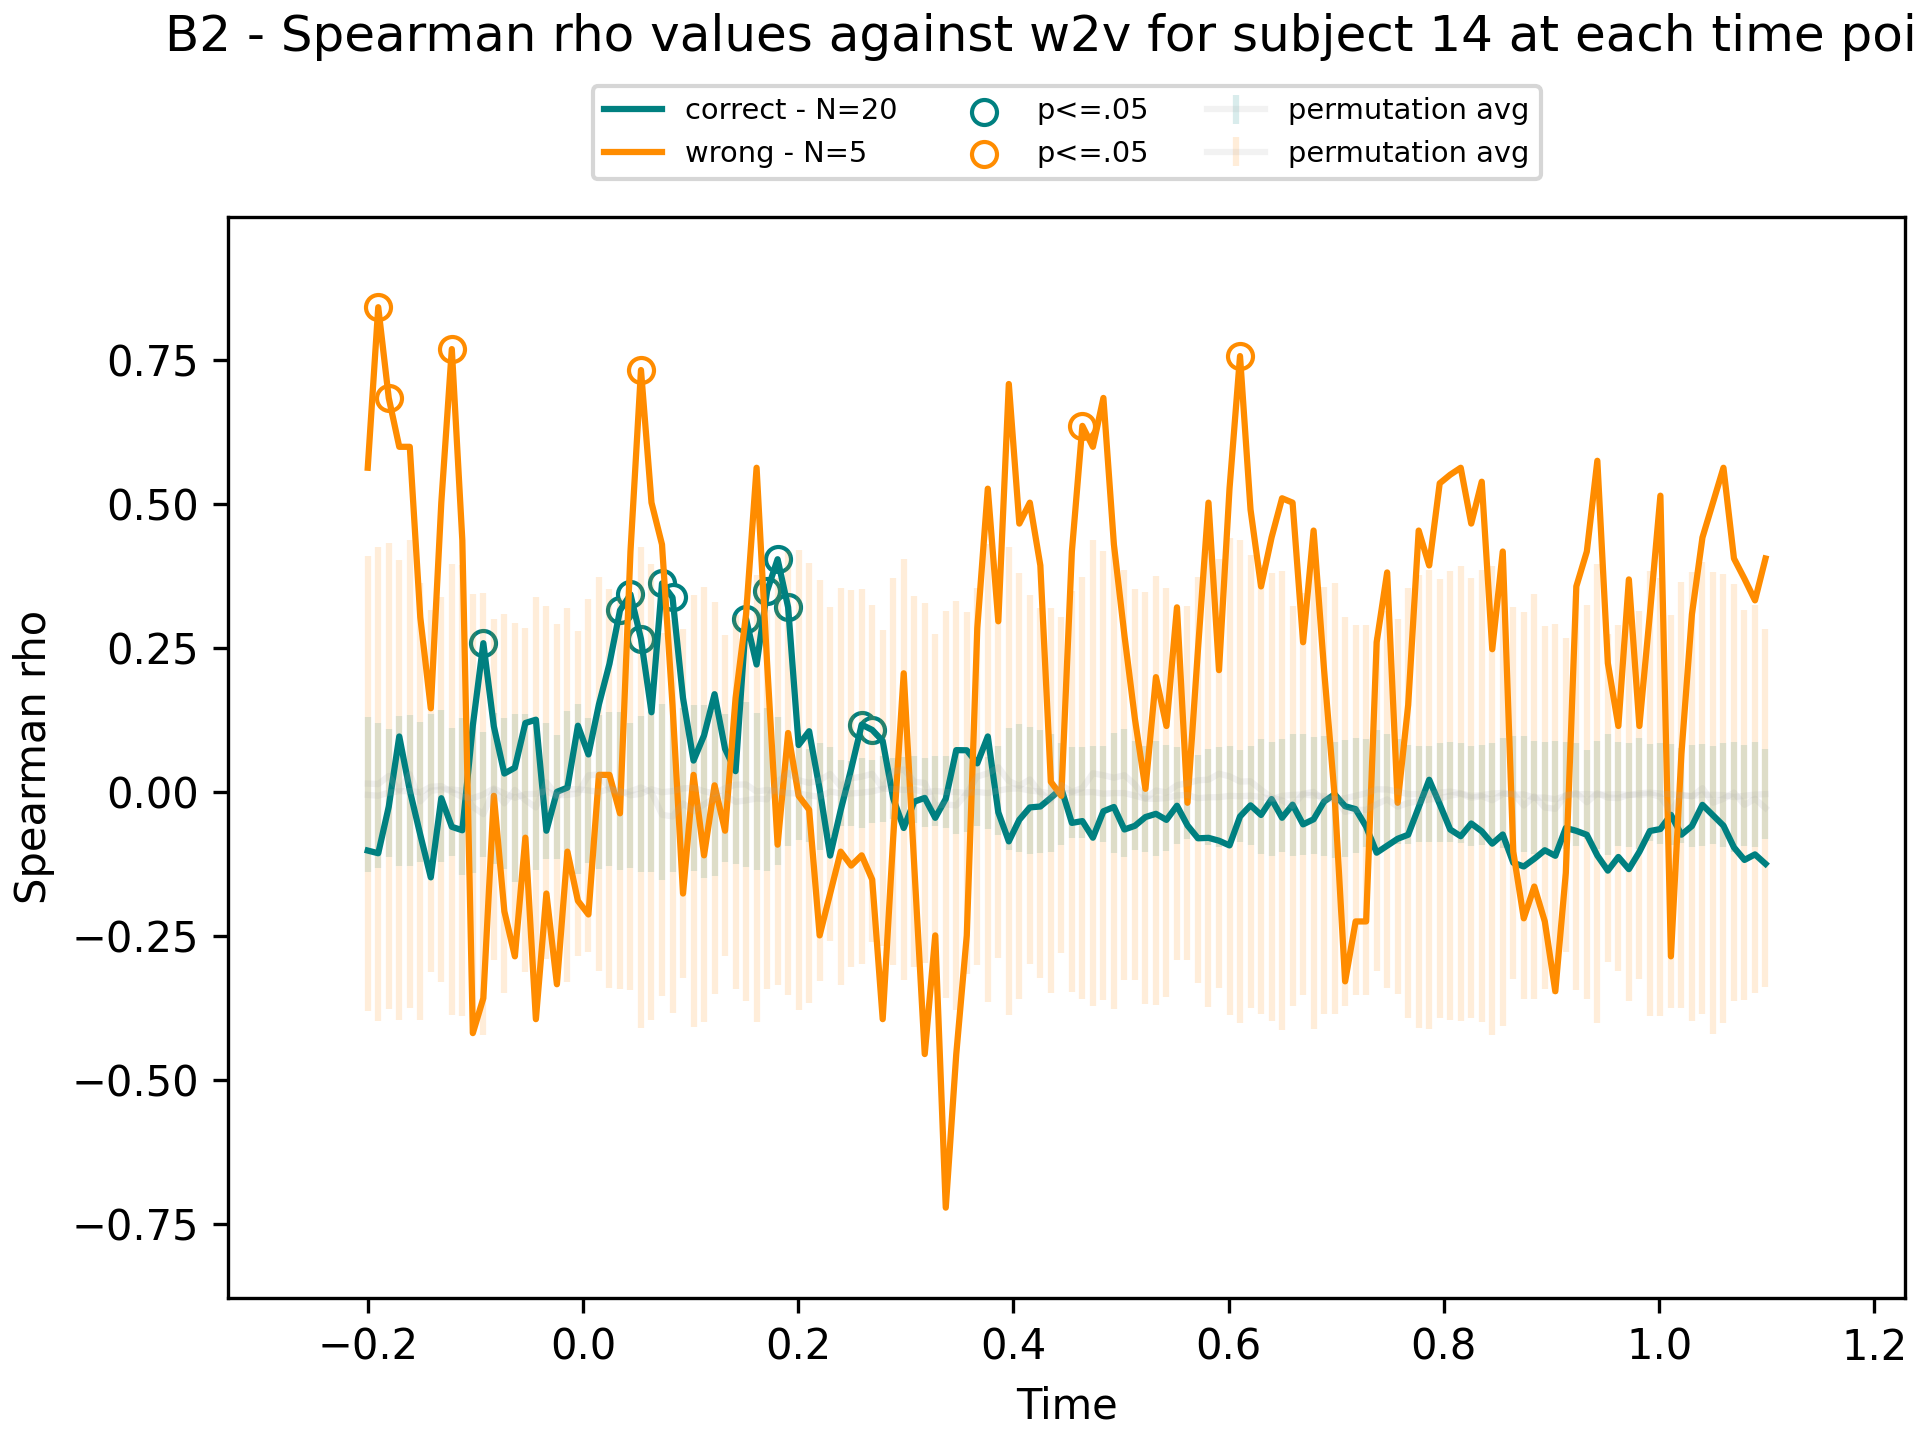 B2 - Spearman rho values against w2v for subject 14 at each time poi
correct - N=20 p<=.05 permutation avg
wrong - N=5 p<=.05 permutation avg
Spearman rho
0.75
0.50
0.25
0.00
−0.25
−0.50
−0.75
−0.2 0.0 0.2 0.4 0.6 0.8 1.0 1.2
Time